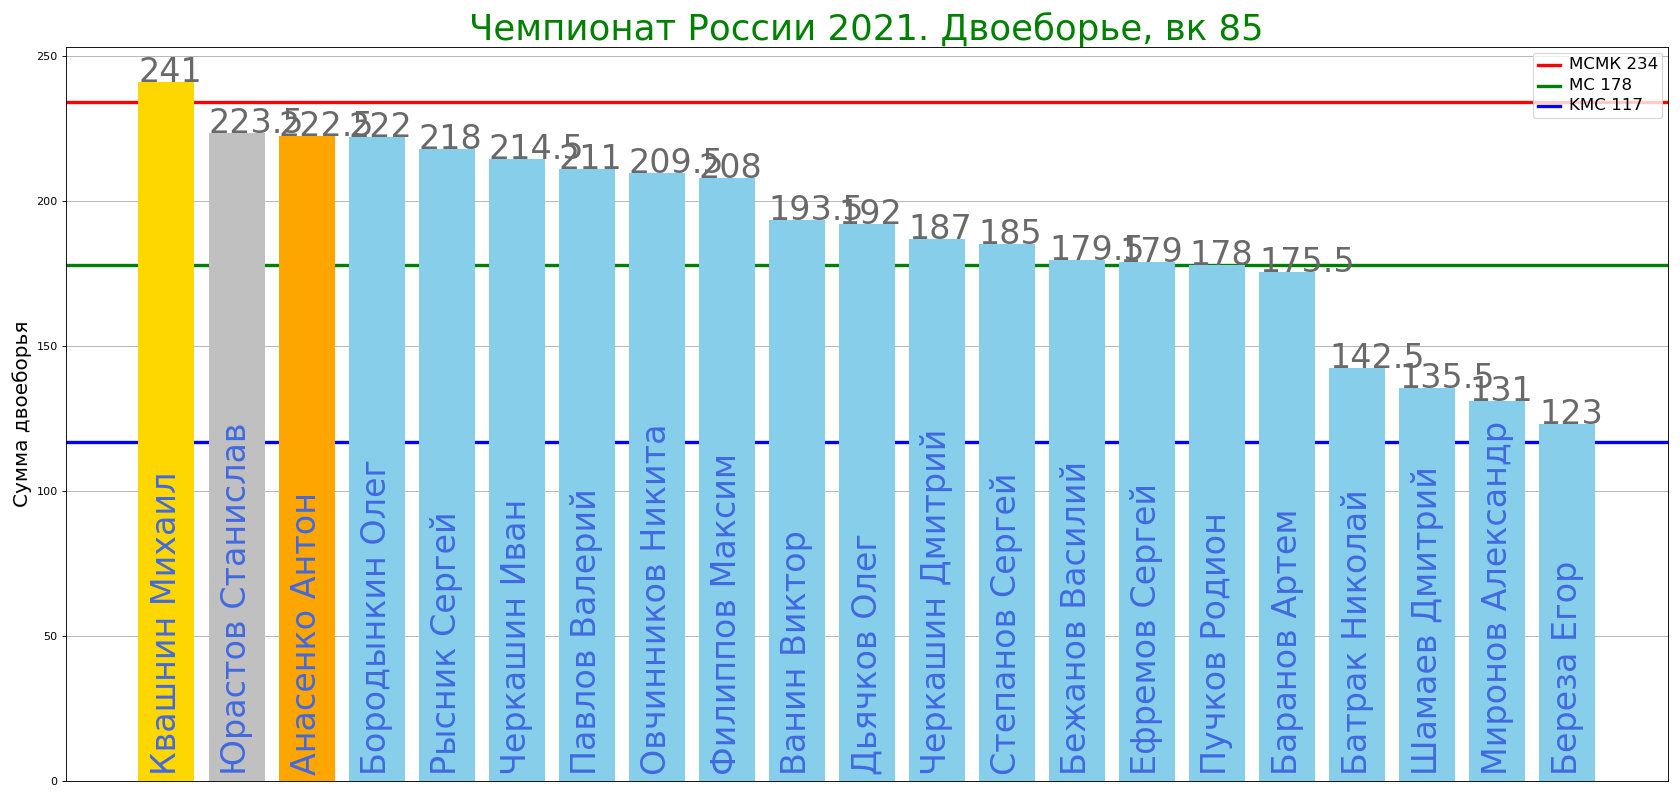 Чемпионат России 2021. Двоеборье, вк 85
МСМК 234
МС 178
КМС 117
Сумма двоеборья
250
200
150
100
50
0
241
223.5
222.5
222
218
214.5
211
209.5
208
193.5
192
187
185
179.5
179
178
175.5
142.5
135.5
131
123
Квашнин Михаил
Юрастов Станислав
Анасенко Антон
Бородынкин Олег
Рысник Сергей
Черкашин Иван
Павлов Валерий
Овчинников Никита
Филиппов Максим
Ванин Виктор
Дьячков Олег
Черкашин Дмитрий
Степанов Сергей
Бежанов Василий
Ефремов Сергей
Пучков Родион
Баранов Артем
Батрак Николай
Шамаев Дмитрий
Миронов Александр
Береза Егор